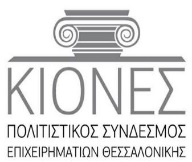 ΚΙΟΝΕΣ
ΠΟΛΙΤΙΣΤΙΚΟΣ ΣΥΝΔΕΣΜΟΣ
ΕΠΙΧΕΙΡΗΜΑΤΙΩΝ ΘΕΣΣΑΛΟΝΙΚΗΣ